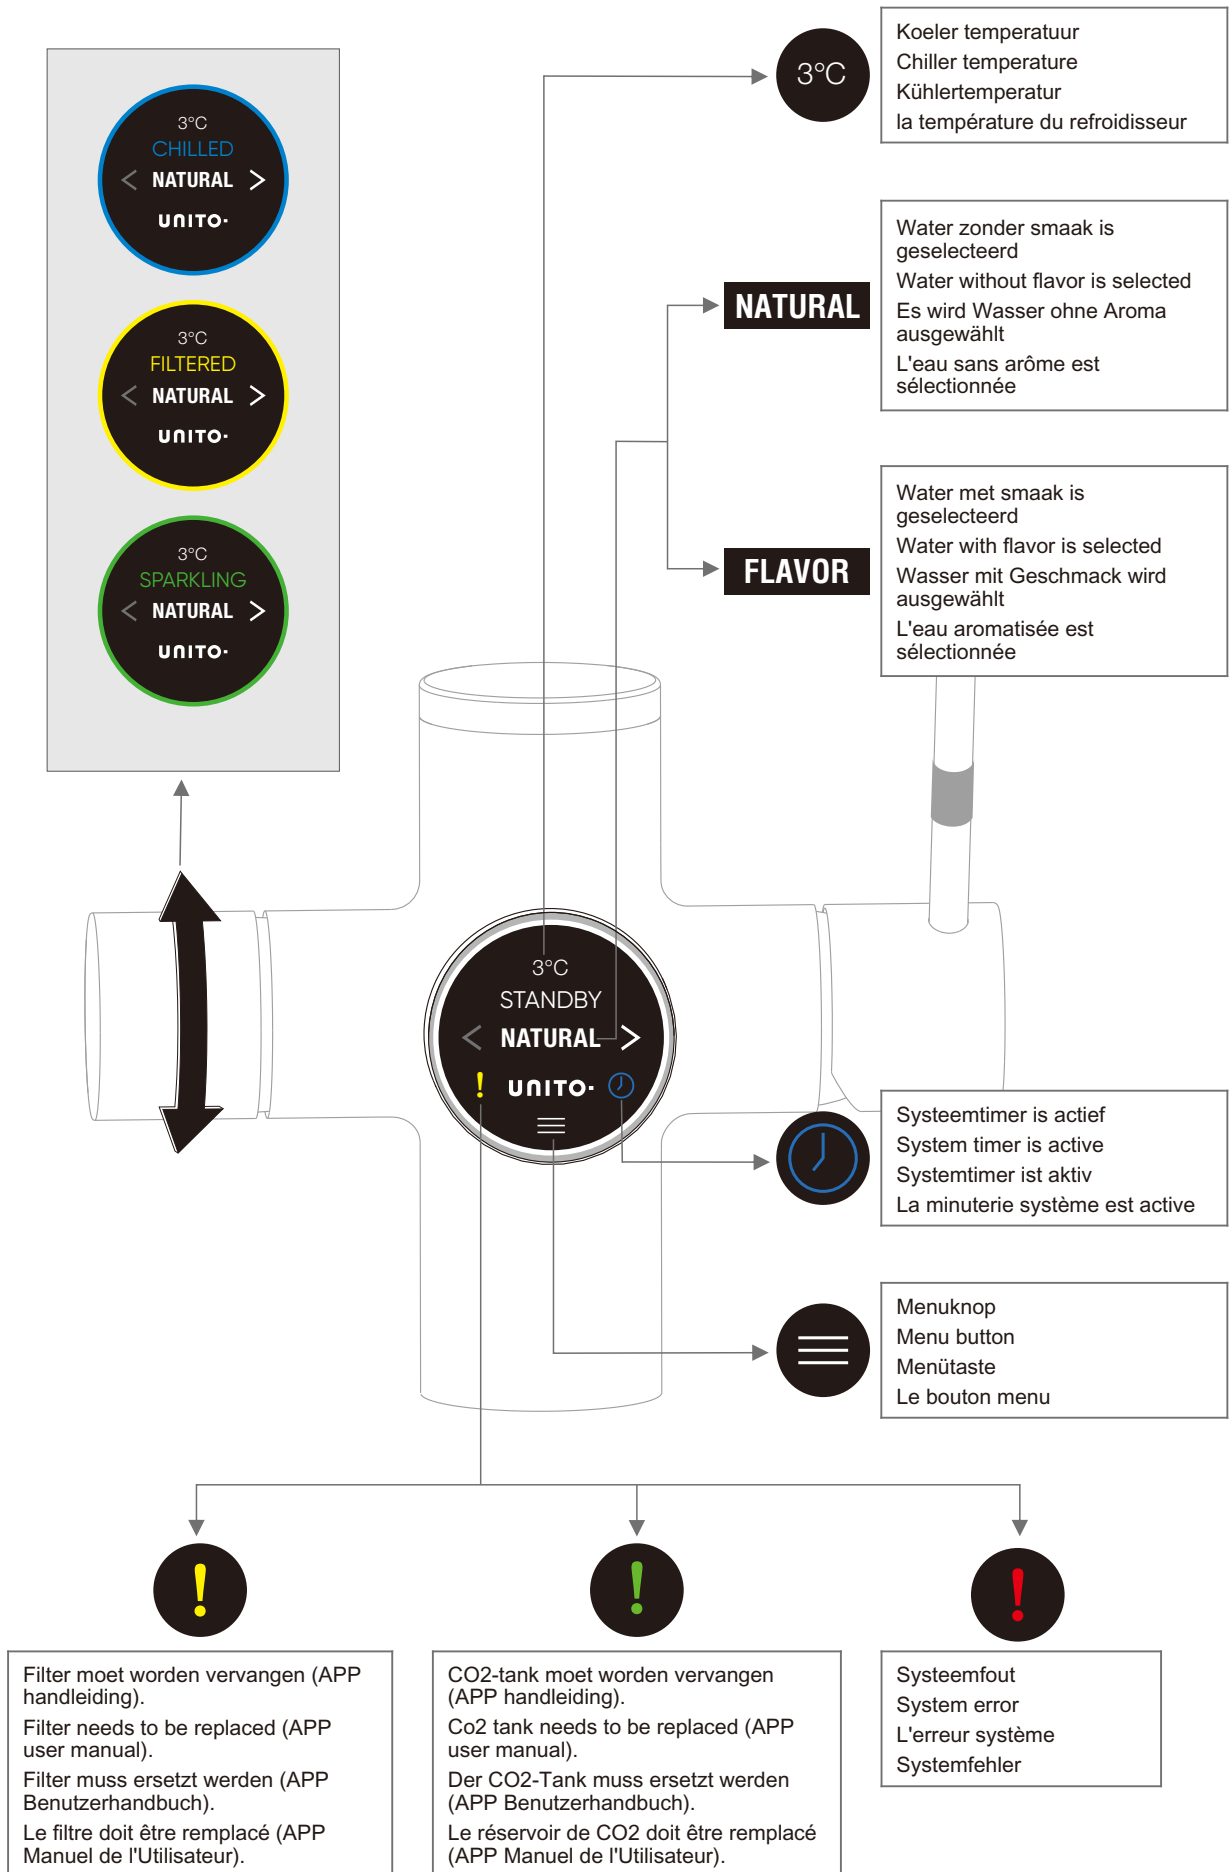 3°C
CHILLED
< NATURAL >
UNITO·
3°C
FILTERED
< NATURAL >
UNITO·
3°C
SPARKLING
< NATURAL >
UNITO·
3°C
Koeler temperatuur
Chiller temperature
Kühlertemperatur
la température du refroidisseur
NATURAL
Water zonder smaak is
geselecteerd
Water without flavor is selected
Es wird Wasser ohne Aroma
ausgewählt
L'eau sans arôme est
sélectionnée
FLAVOR
Water met smaak is
geselecteerd
Water with flavor is selected
Wasser mit Geschmack wird
ausgewählt
L'eau aromatisée est
sélectionnée
3°C
STANDBY
< NATURAL >
! UNITO·
Systeemtimer is actief
System timer is active
Systemtimer ist aktiv
La minuterie système est active
Menuknop
Menu button
Menütaste
Le bouton menu
!
Filter moet worden vervangen (APP
handleiding).
Filter needs to be replaced (APP
user manual).
Filter muss ersetzt werden (APP
Benutzerhandbuch).
Le filtre doit être remplacé (APP
Manuel de l'Utilisateur).
!
CO2-tank moet worden vervangen
(APP handleiding).
Co2 tank needs to be replaced (APP
user manual).
Der CO2-Tank muss ersetzt werden
(APP Benutzerhandbuch).
Le réservoir de CO2 doit être remplacé
(APP Manuel de l'Utilisateur).
!
Systeemfout
System error
L'erreur système
Systemfehler